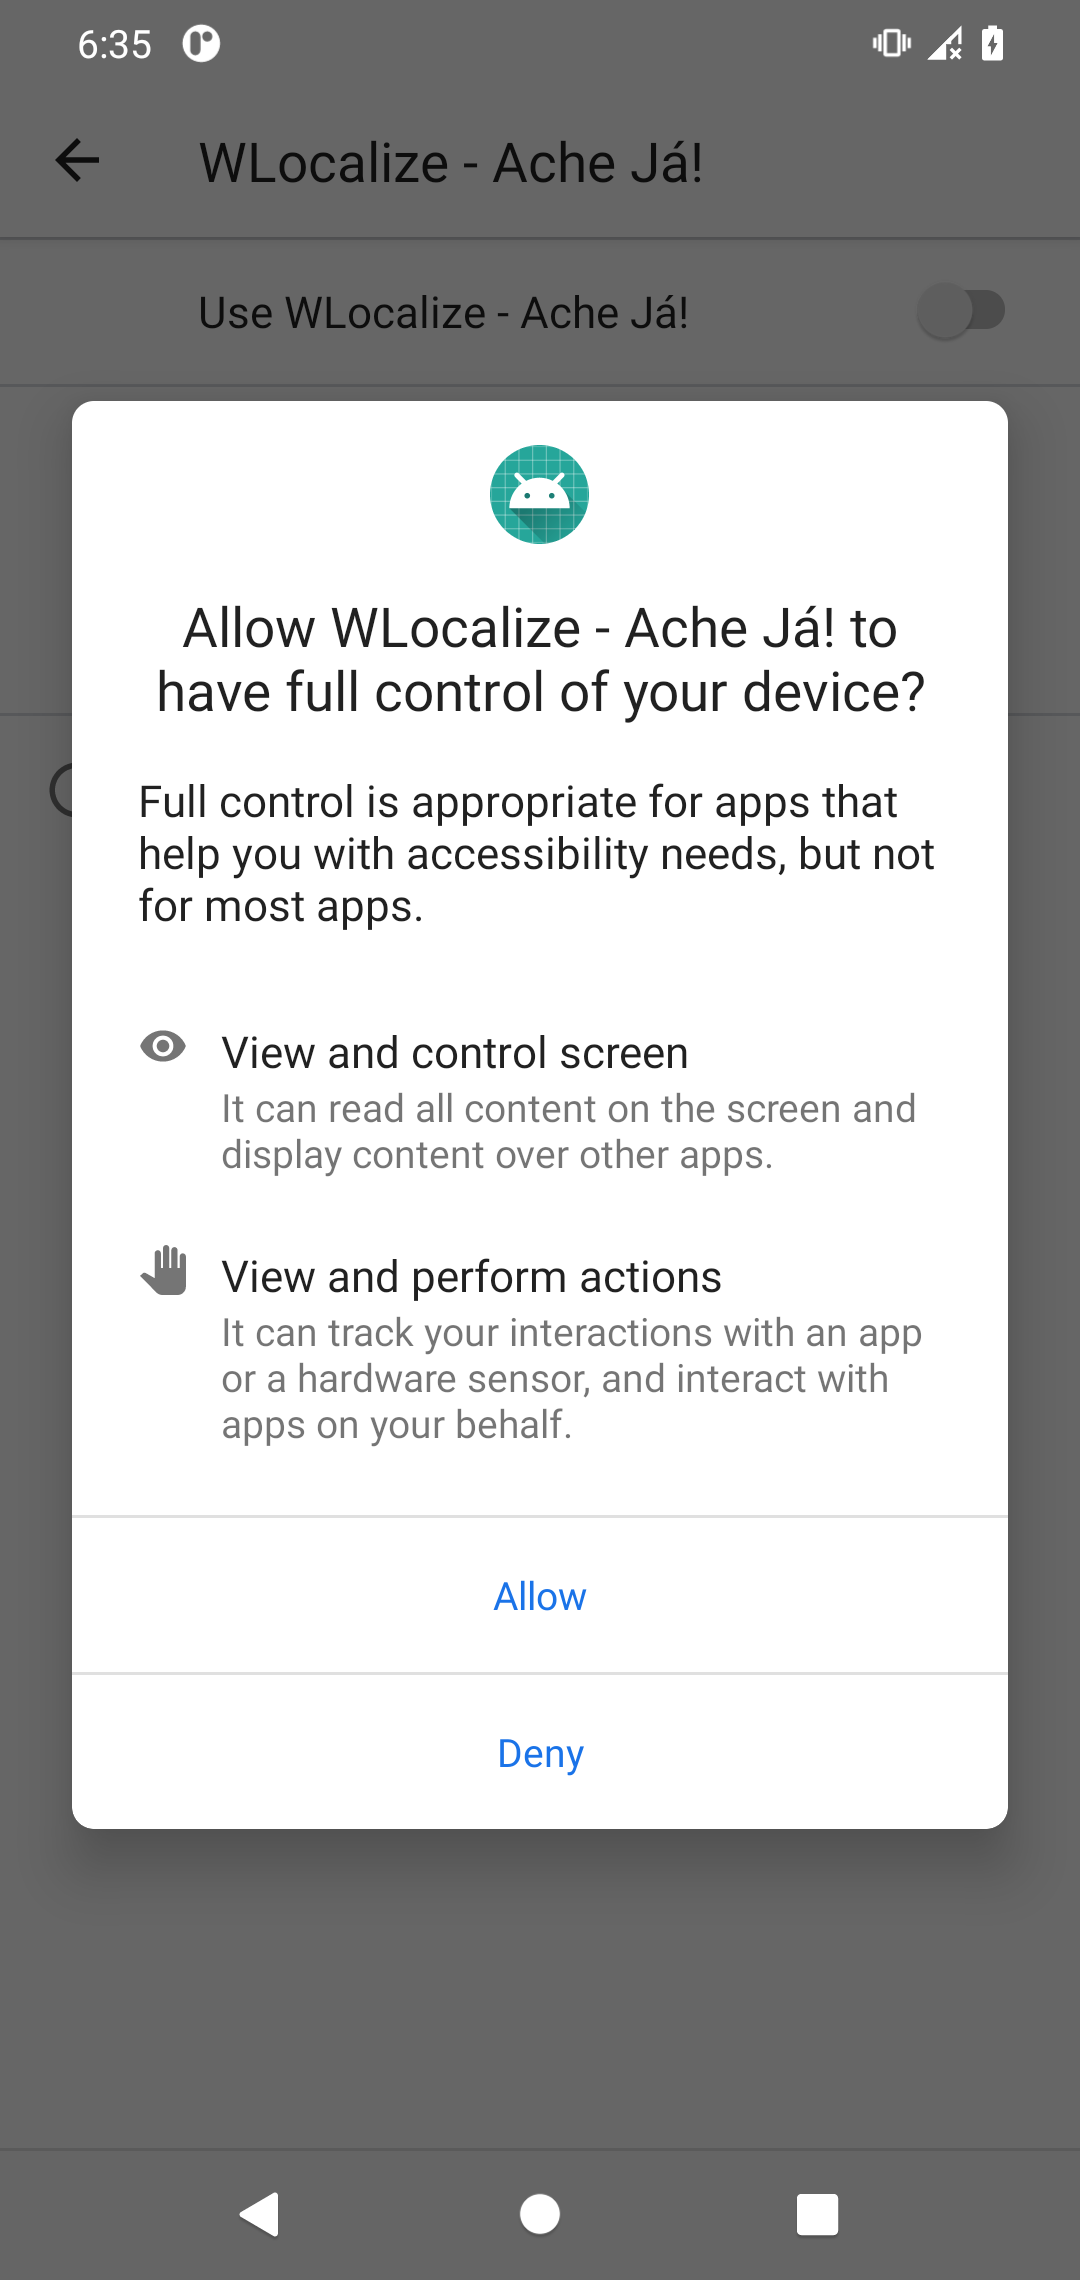 6:35
WLocalize - Ache Já!
Use WLocalize - Ache Já!
Allow WLocalize - Ache Já! to
have full control of your device?
Full control is appropriate for apps that
help you with accessibility needs, but not
for most apps.
View and control screen
It can read all content on the screen and
display content over other apps.
View and perform actions
It can track your interactions with an app
or a hardware sensor, and interact with
apps on your behalf.
Allow
Deny